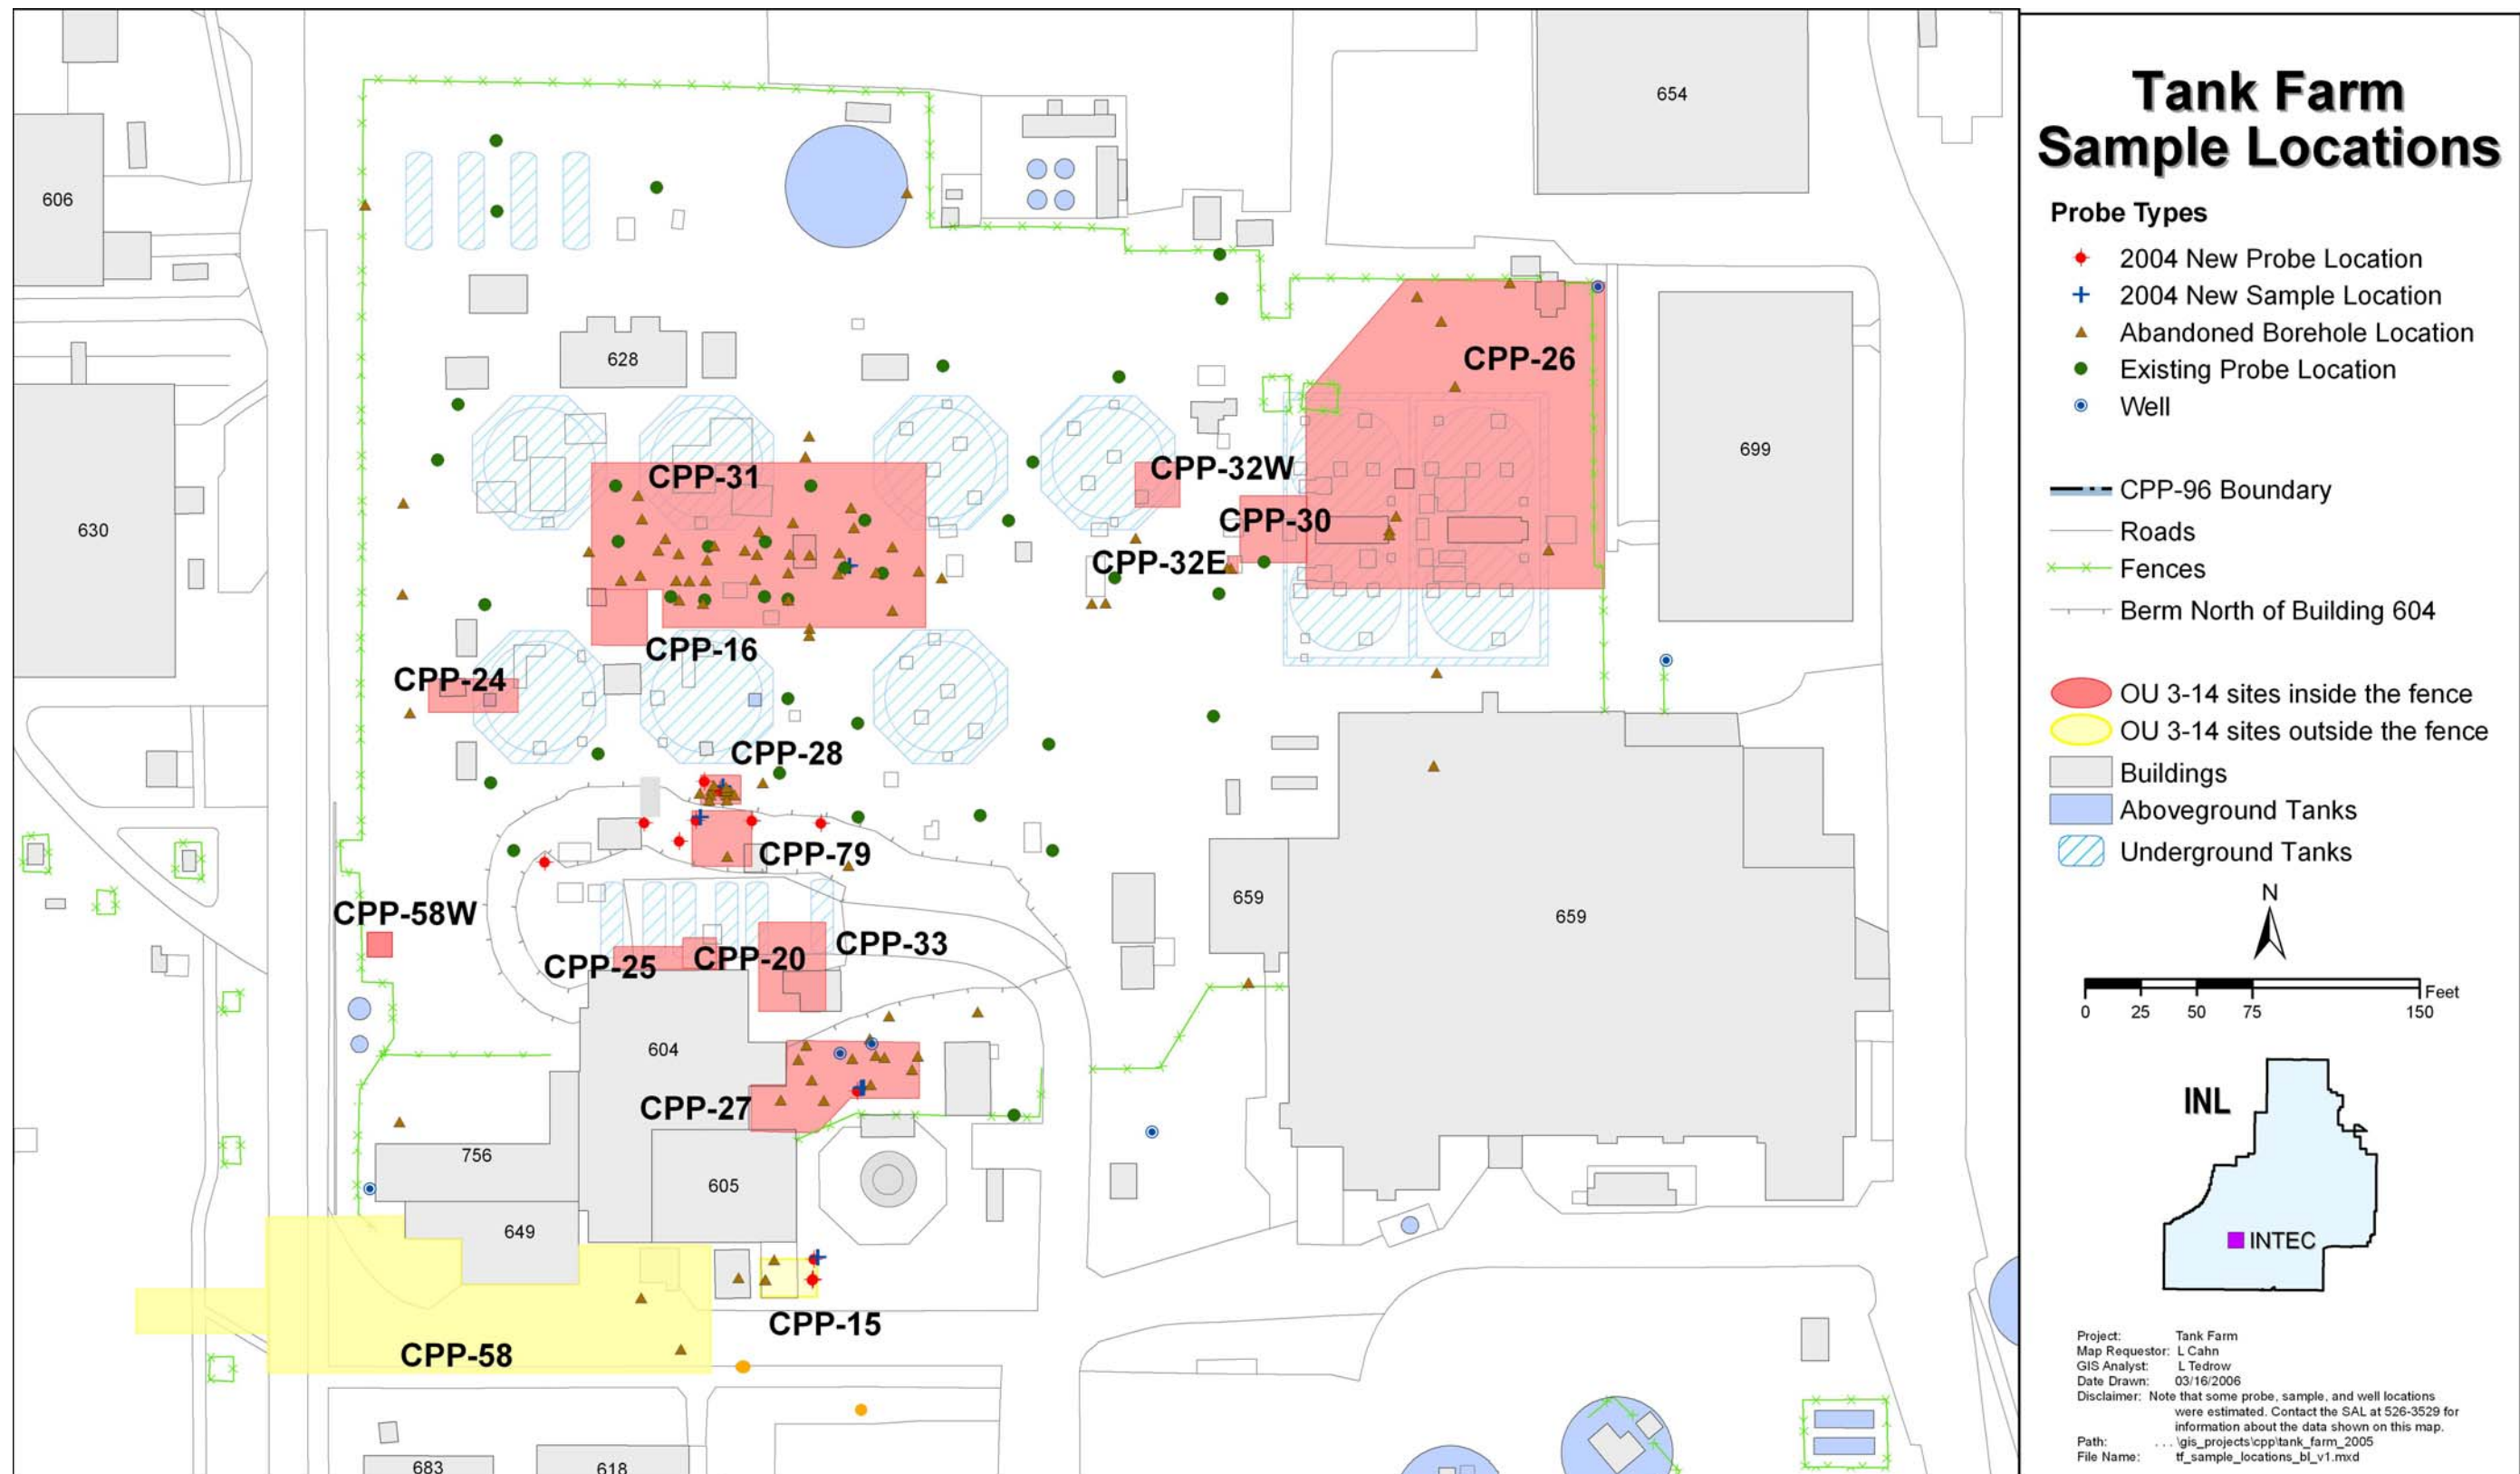 Tank Farm
Sample Locations
Probe Types
2004 New Probe Location
2004 New Sample Location
Abandoned Borehole Location
Existing Probe Location
Well
CPP-96 Boundary
Roads
Fences
Berm North of Building 604
OU 3-14 sites inside the fence
OU 3-14 sites outside the fence
Buildings
Aboveground Tanks
Underground Tanks
N
Feet
0 25 50 75 150
INL
INTEC
Project: Tank Farm
Map Requestor: L Cahn
GIS Analyst: L Tedrow
Date Drawn: 03/16/2006
Disclaimer: Note that some probe, sample, and well locations
were estimated. Contact the SAL at 526-3529 for
information about the data shown on this map.
Path: . . . \gis_projects\cpp\tank_farm_2005
File Name: tf_sample_locations_bl_v1.mxd
654
606
628
CPP-26
699
CPP-31
CPP-32W
CPP-30
630
CPP-32E
CPP-16
CPP-24
CPP-28
CPP-79
659
659
CPP-58W
CPP-33
CPP-20
CPP-25
604
CPP-27
756
605
649
CPP-15
CPP-58
683
618